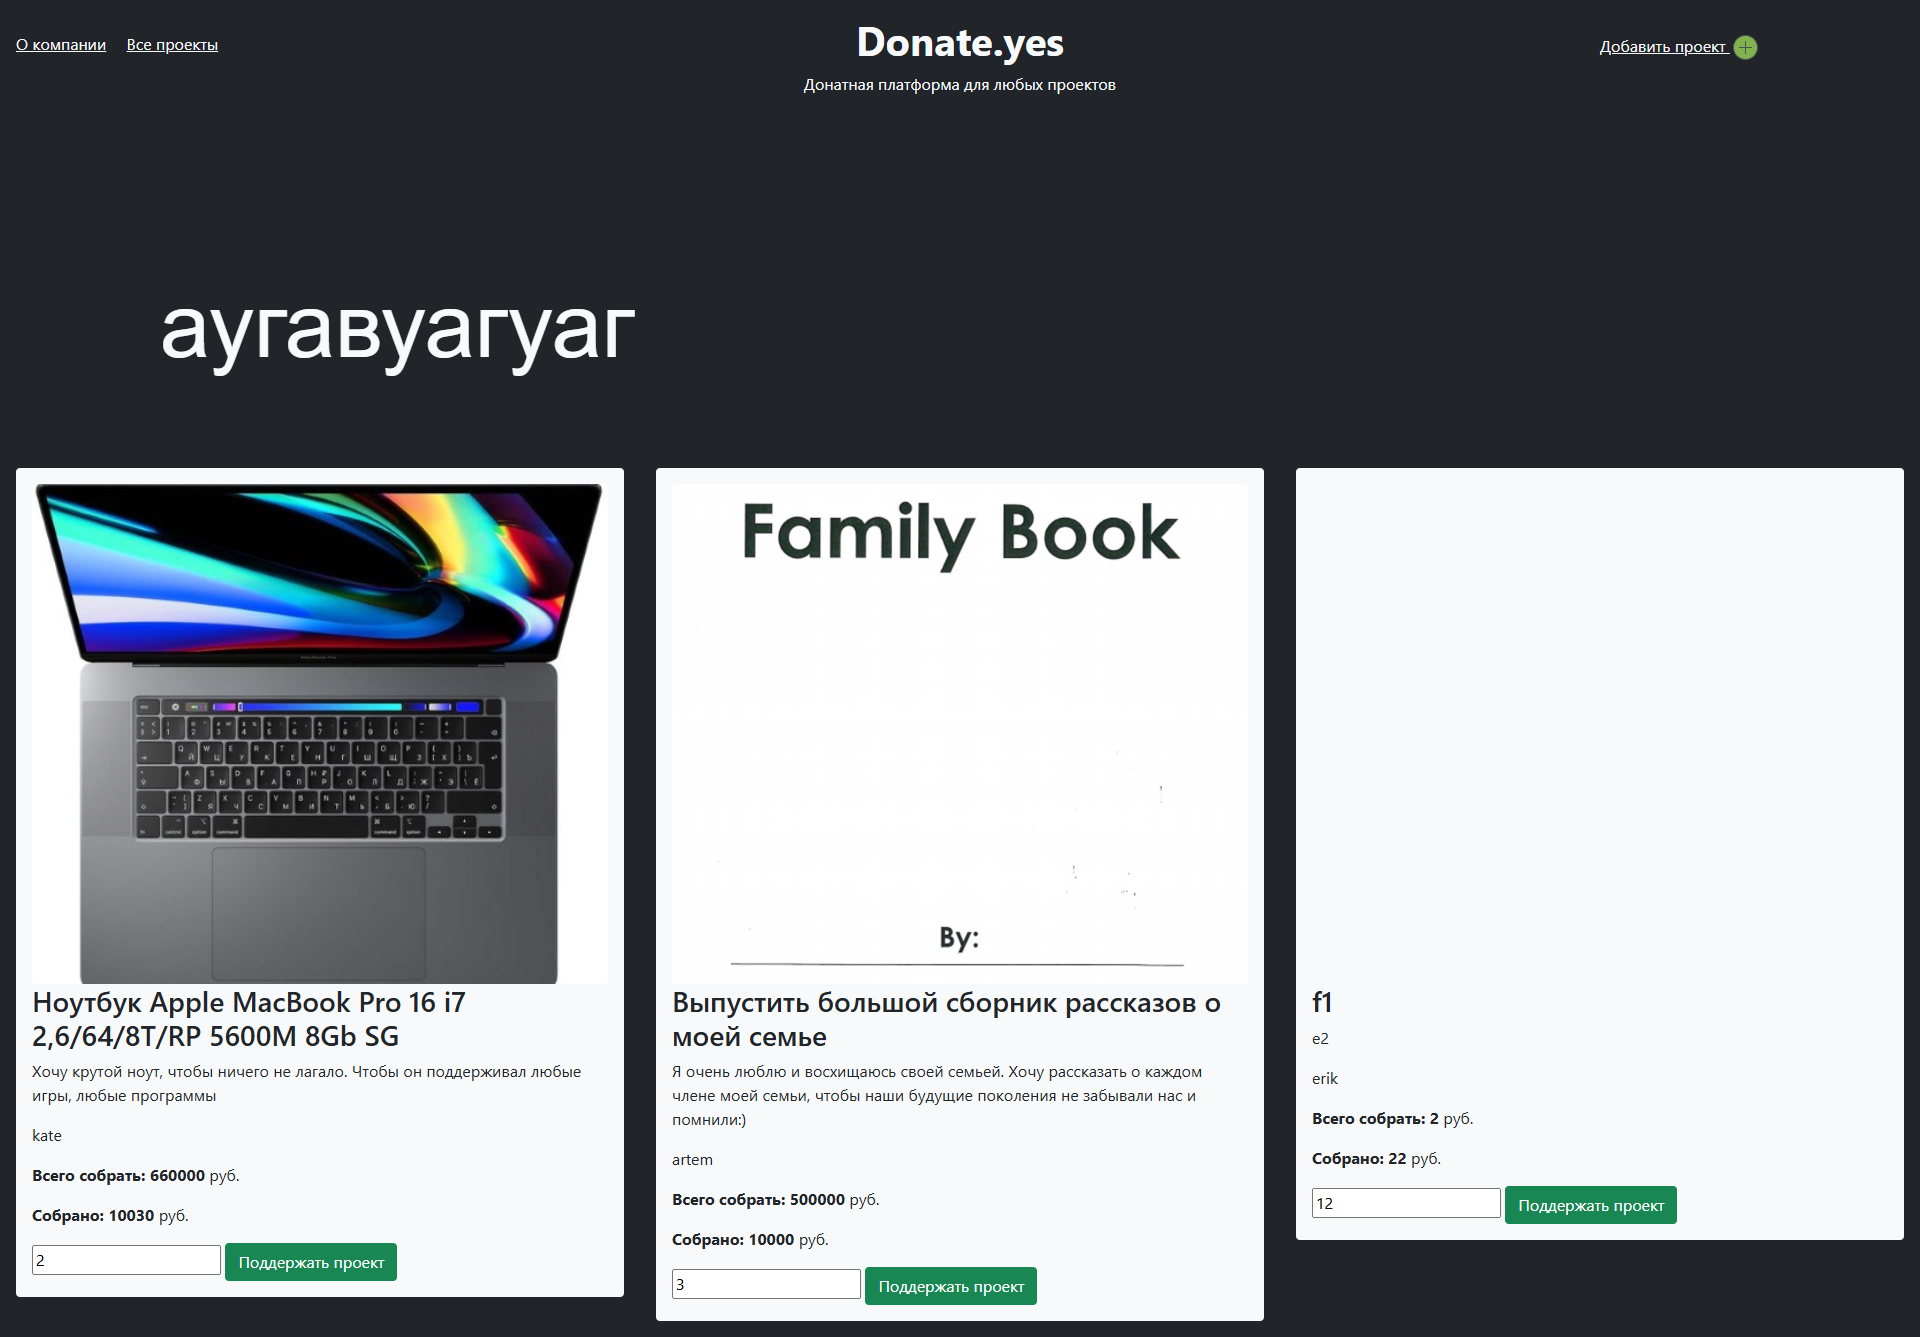 О компании Все проекты
Donate.yes
Добавить проект
Донатная платформа для любых проектов
аугавуагуаг
Ноутбук Apple MacBook Pro 16 i7
2,6/64/8T/RP 5600M 8Gb SG
Хочу крутой ноут, чтобы ничего не лагало. Чтобы он поддерживал любые
игры, любые программы
kate
Всего собрать: 660000 руб.
Собрано: 10030 руб.
2
Поддержать проект
Family Book
By:
Выпустить большой сборник рассказов о
моей семье
Я очень люблю и восхищаюсь своей семьей. Хочу рассказать о каждом
члене моей семьи, чтобы наши будущие поколения не забывали нас и
помнили:)
artem
Всего собрать: 500000 руб.
Собрано: 10000 руб.
3
Поддержать проект
f1
e2
erik
Всего собрать: 2 руб.
Собрано: 22 руб.
12
Поддержать проект